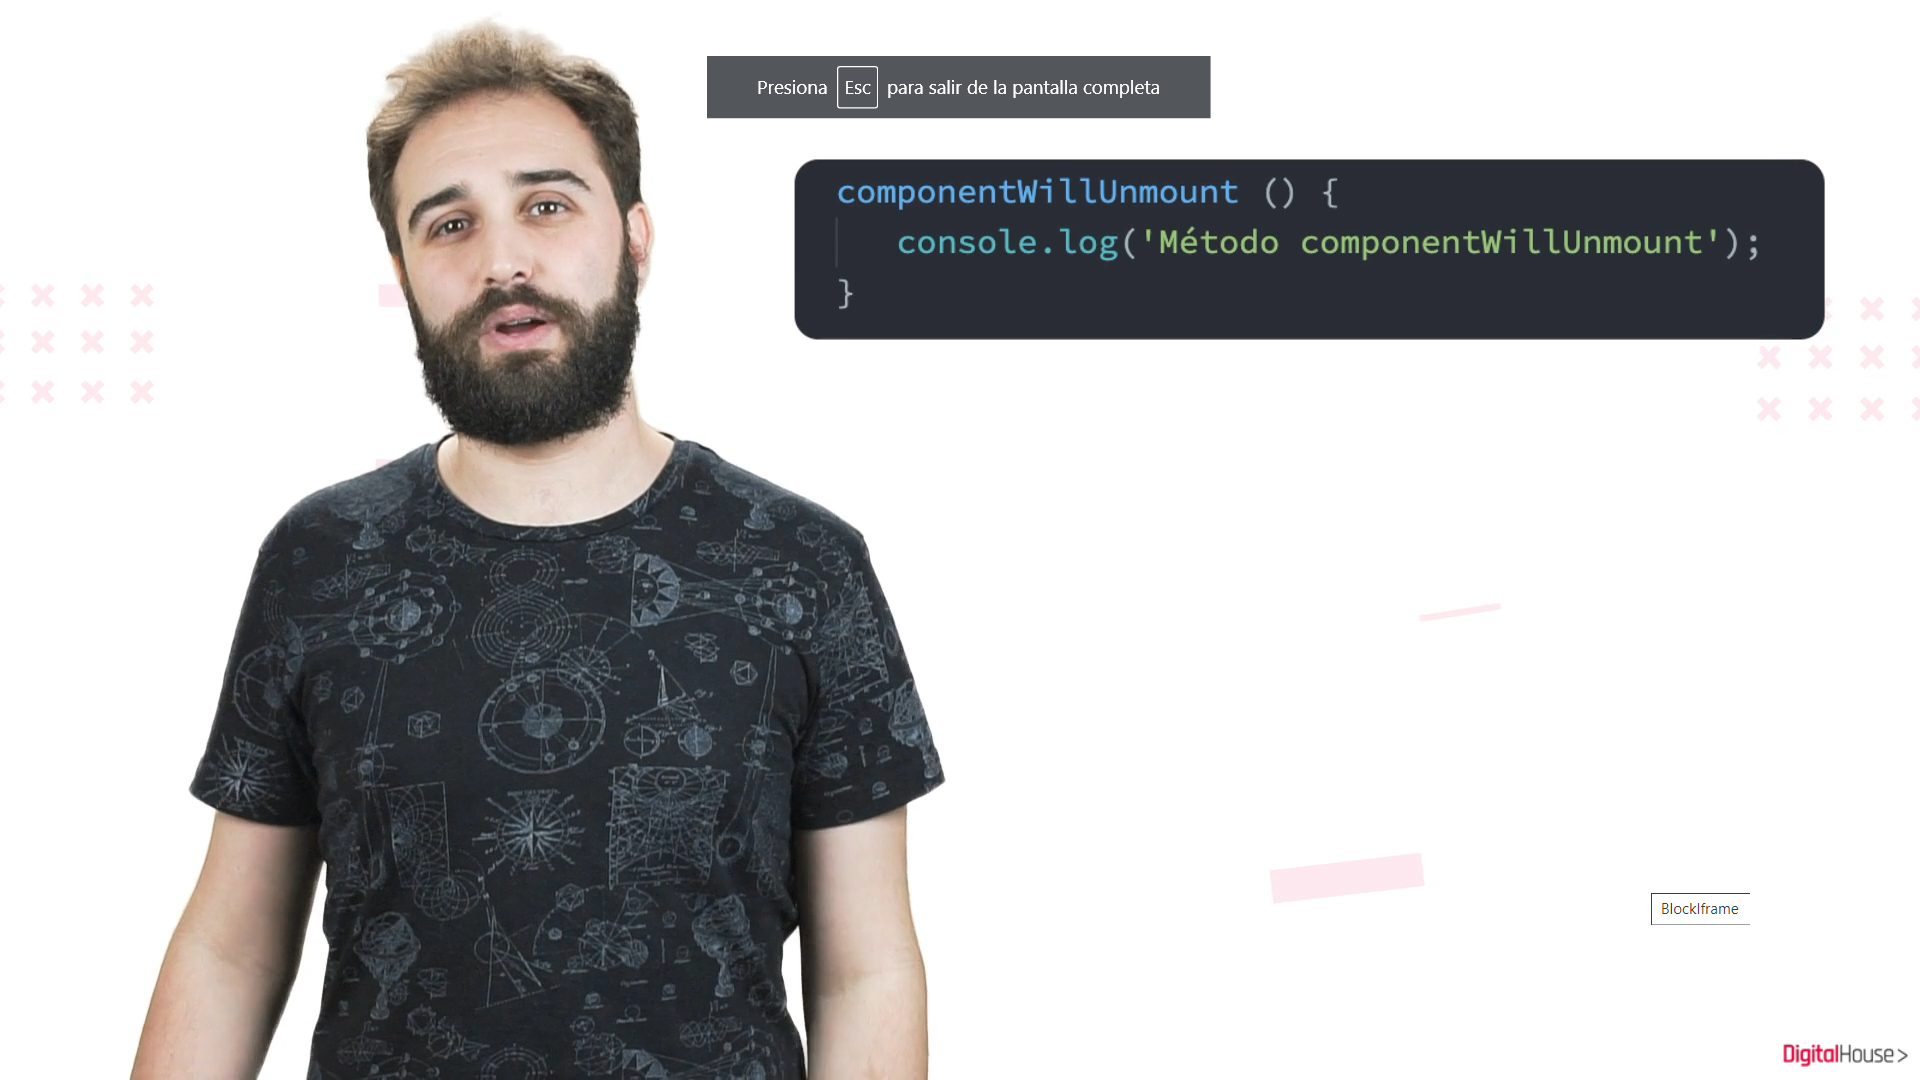 Presiona Esc para salir de la pantalla completa
componentWillUnmount () {
console.log('Método componentWillUnmount');
}
BlockIframe
DigitalHouse>